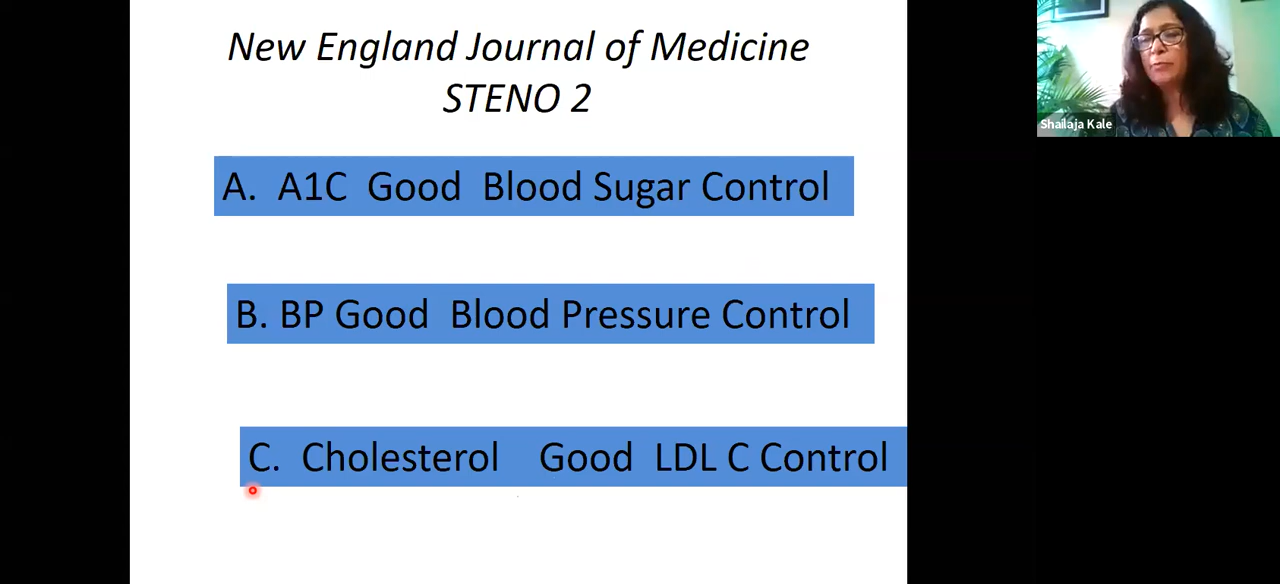 New England Journal of Medicine
STENO 2
A. A1C Good Blood Sugar Control
B. BP Good Blood Pressure Control
C. Cholesterol Good LDL C Control
Shailaja Kale